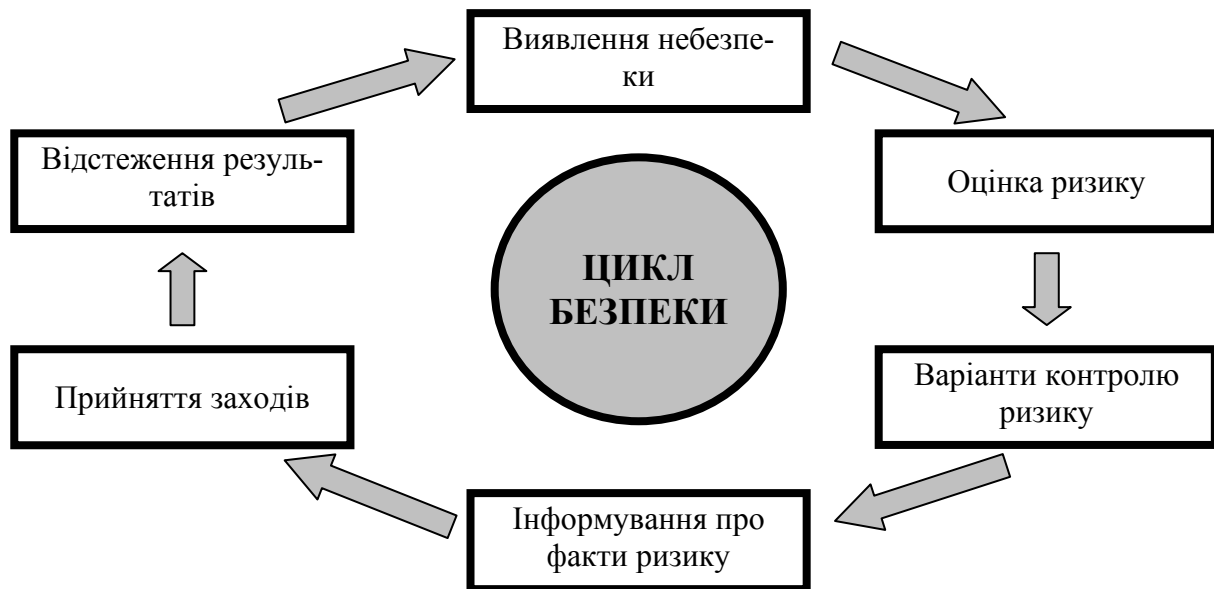 Виявлення небезпе-
ки
Відстеження резуль-
татів
Оцінка ризику
ЦИКЛ
БЕЗПЕКИ
Прийняття заходів
Варіанти контролю
ризику
Інформування про
факти ризику